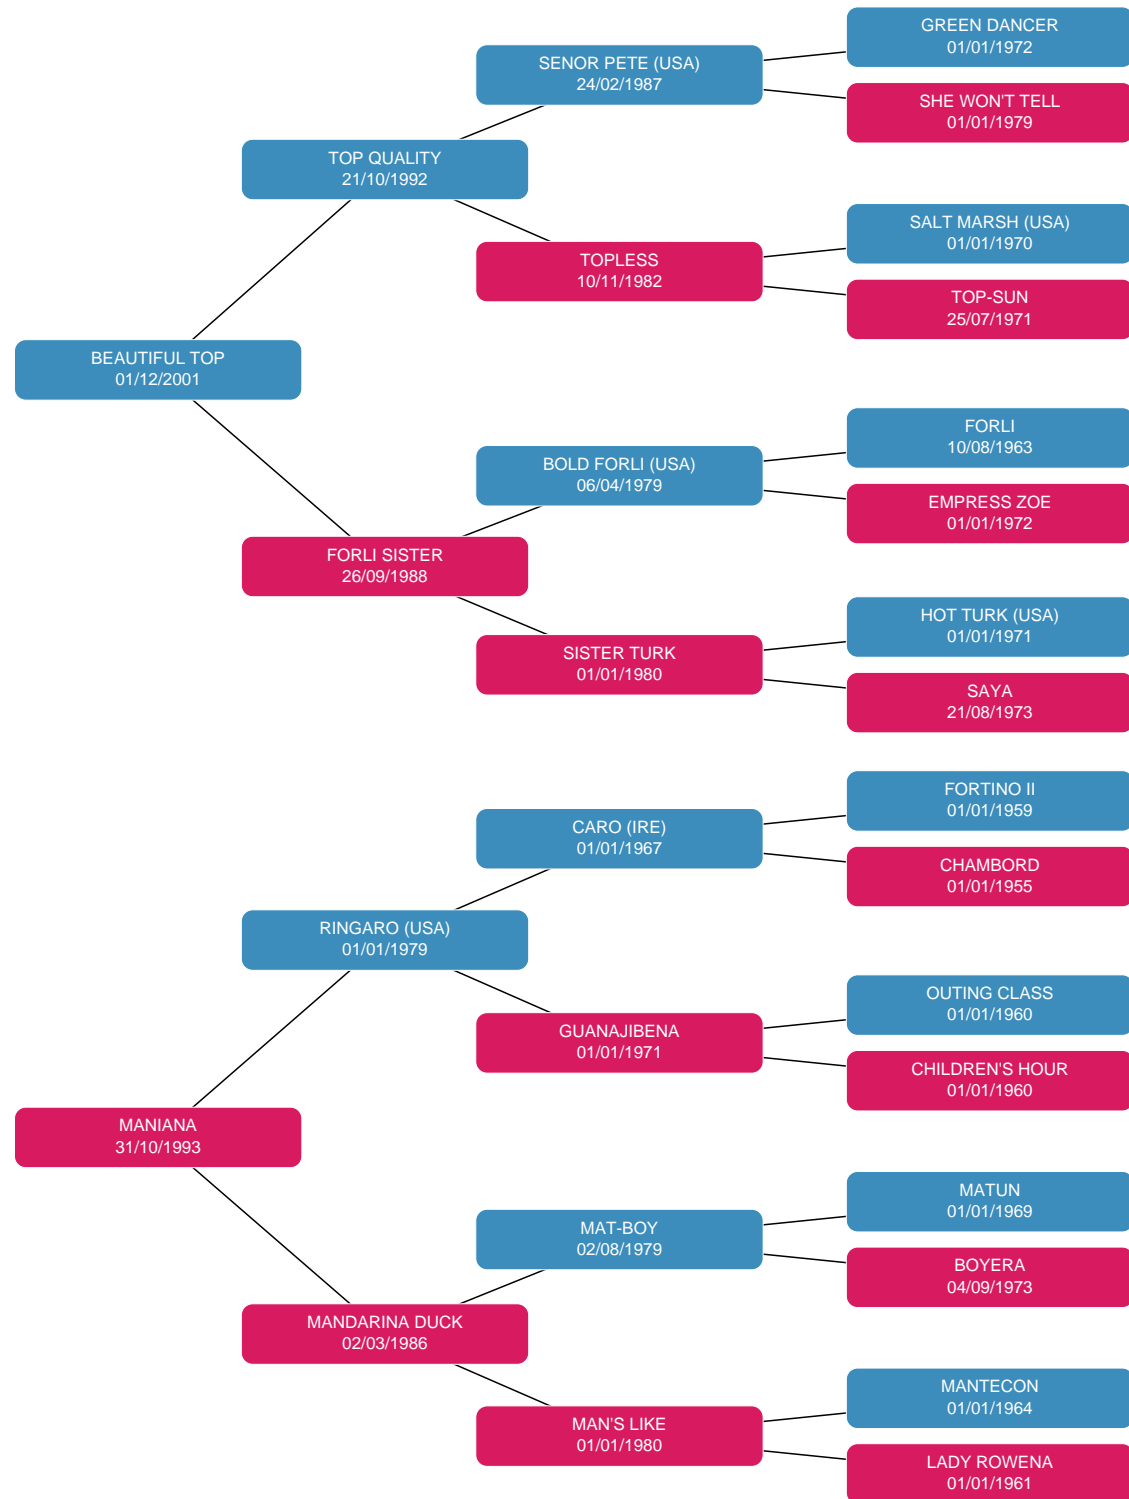 GREEN DANCER
01/01/1972
SENOR PETE (USA)
24/02/1987
SHE WON'T TELL
01/01/1979
TOP QUALITY
21/10/1992
SALT MARSH (USA)
01/01/1970
TOPLESS
10/11/1982
TOP-SUN
25/07/1971
BEAUTIFUL TOP
01/12/2001
FORLI
10/08/1963
BOLD FORLI (USA)
06/04/1979
EMPRESS ZOE
01/01/1972
FORLI SISTER
26/09/1988
HOT TURK (USA)
01/01/1971
SISTER TURK
01/01/1980
SAYA
21/08/1973
FORTINO II
01/01/1959
CARO (IRE)
01/01/1967
CHAMBORD
01/01/1955
RINGARO (USA)
01/01/1979
OUTING CLASS
01/01/1960
GUANAJIBENA
01/01/1971
CHILDREN'S HOUR
01/01/1960
MANIANA
31/10/1993
MATUN
01/01/1969
MAT-BOY
02/08/1979
BOYERA
04/09/1973
MANDARINA DUCK
02/03/1986
MANTECON
01/01/1964
MAN'S LIKE
01/01/1980
LADY ROWENA
01/01/1961